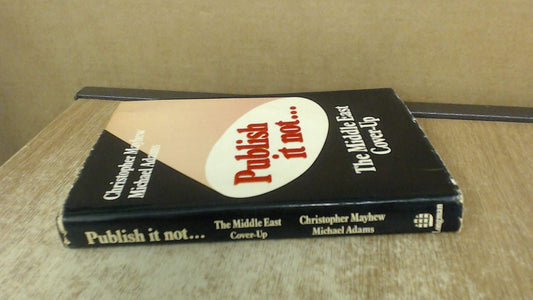 Christopher Mayhew
Michael Adams
Publish
it not...
The Middle East
Cover-Up
Publish it not...
The Middle East
Cover-Up
Christopher Mayhew
Michael Adams
Longman